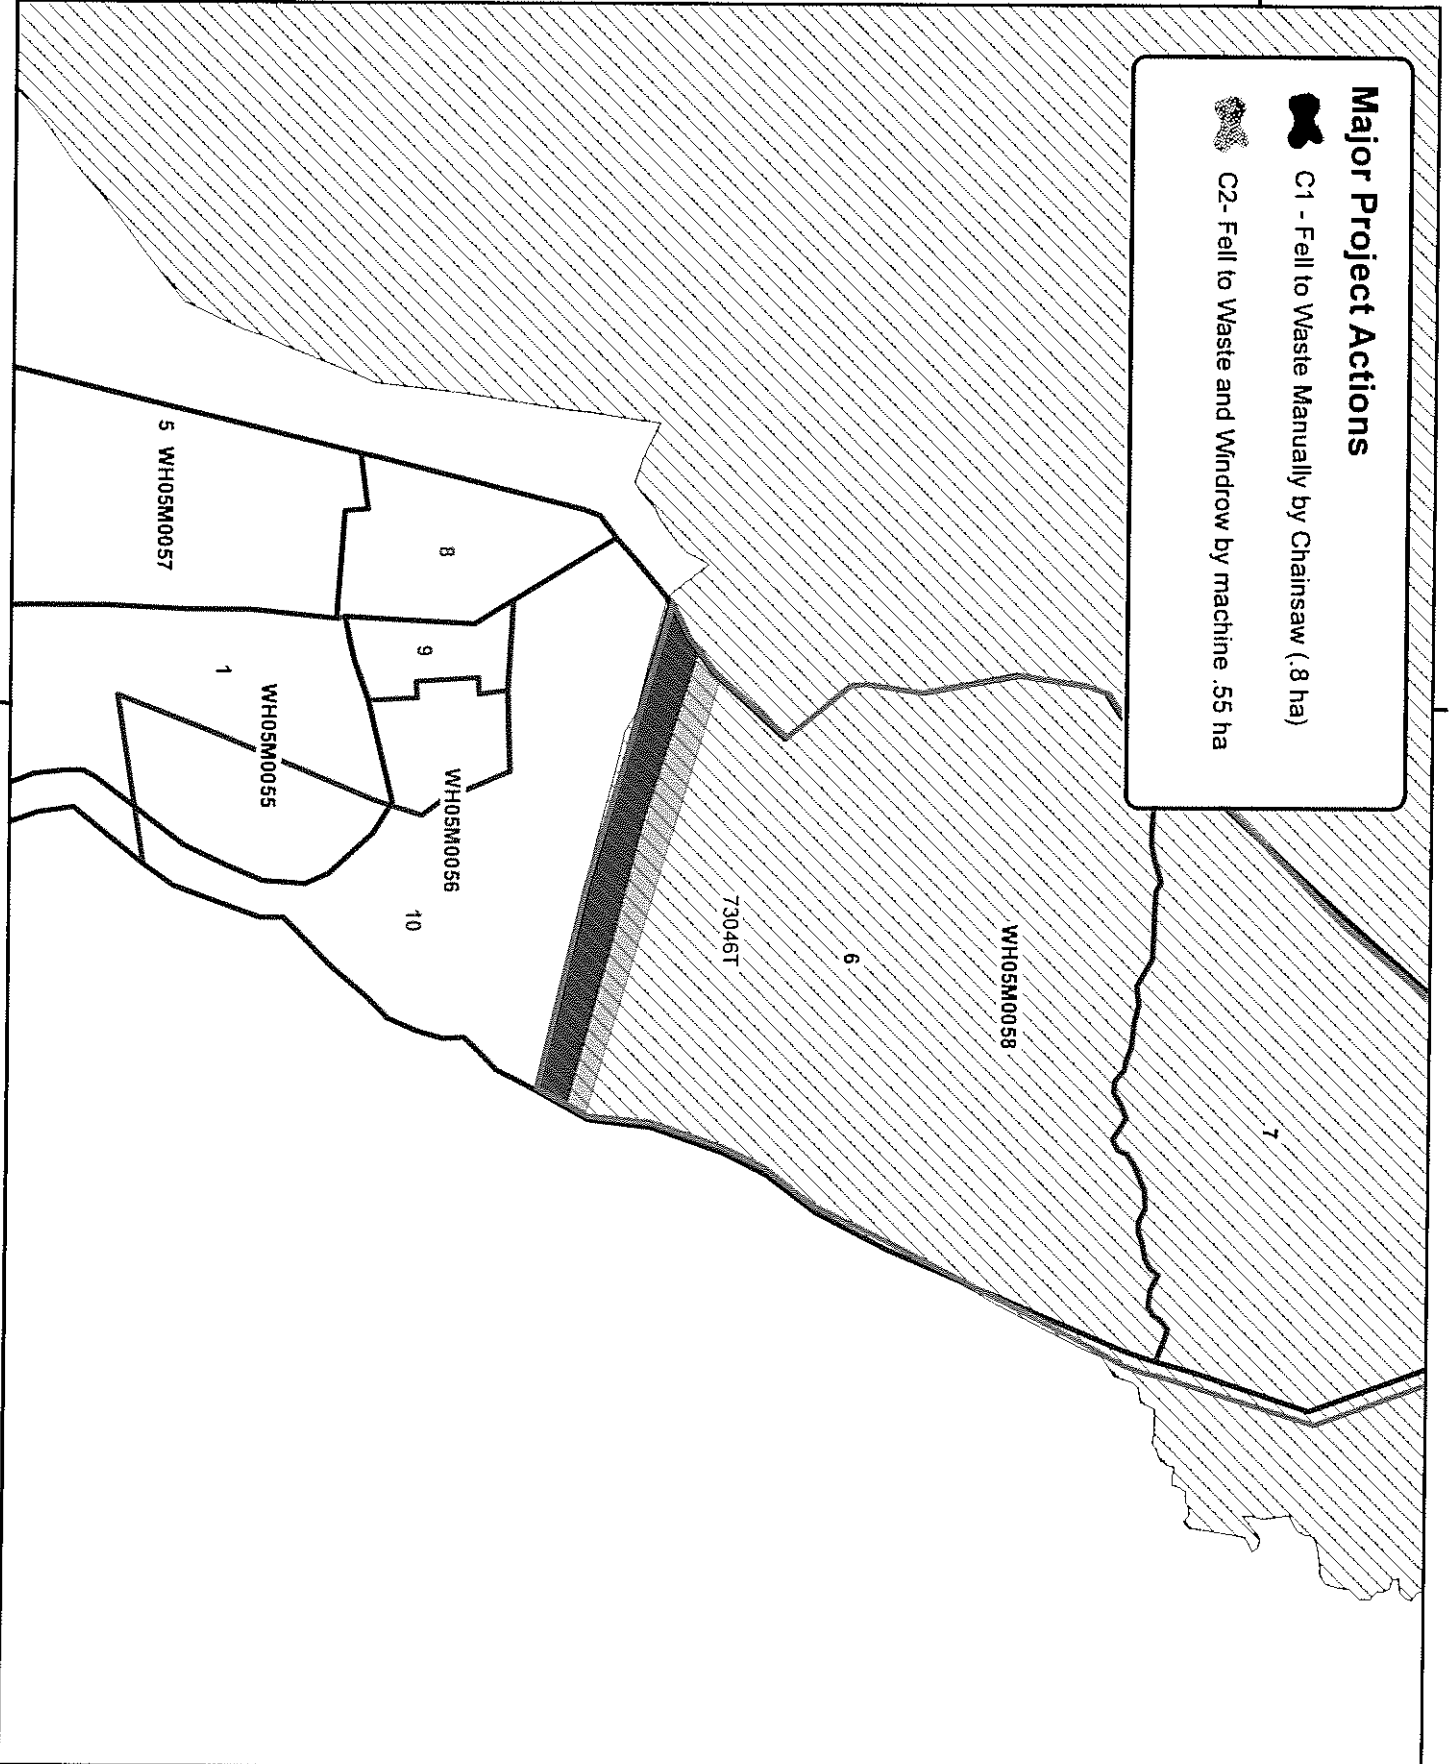 Major Project Actions
C1 - Fell to Waste Manually by Chainsaw (.8 ha)
C2- Fell to Waste and Windrow by machine .55 ha
7
WH05M0058
6
73046T
8
9
WH05M0056
10
5 WH05M0057
1
WH05M0055